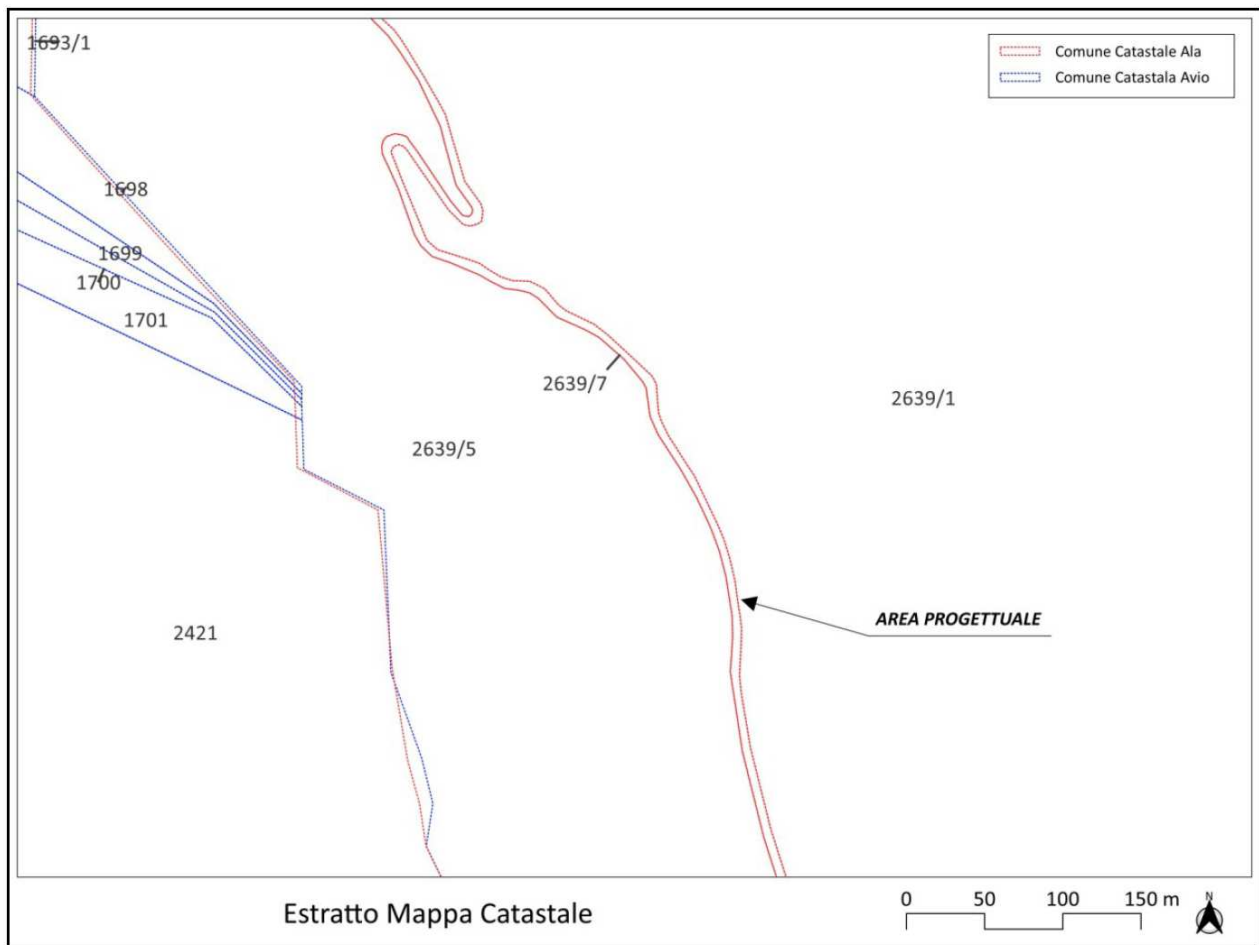 1693/1
Comune Catastale Ala
Comune Catastala Avio
1698
1699
1700
1701
2639/7
2639/1
2639/5
AREA PROGETTUALE
2421
Estratto Mappa Catastale
0 50 100 150 m
N